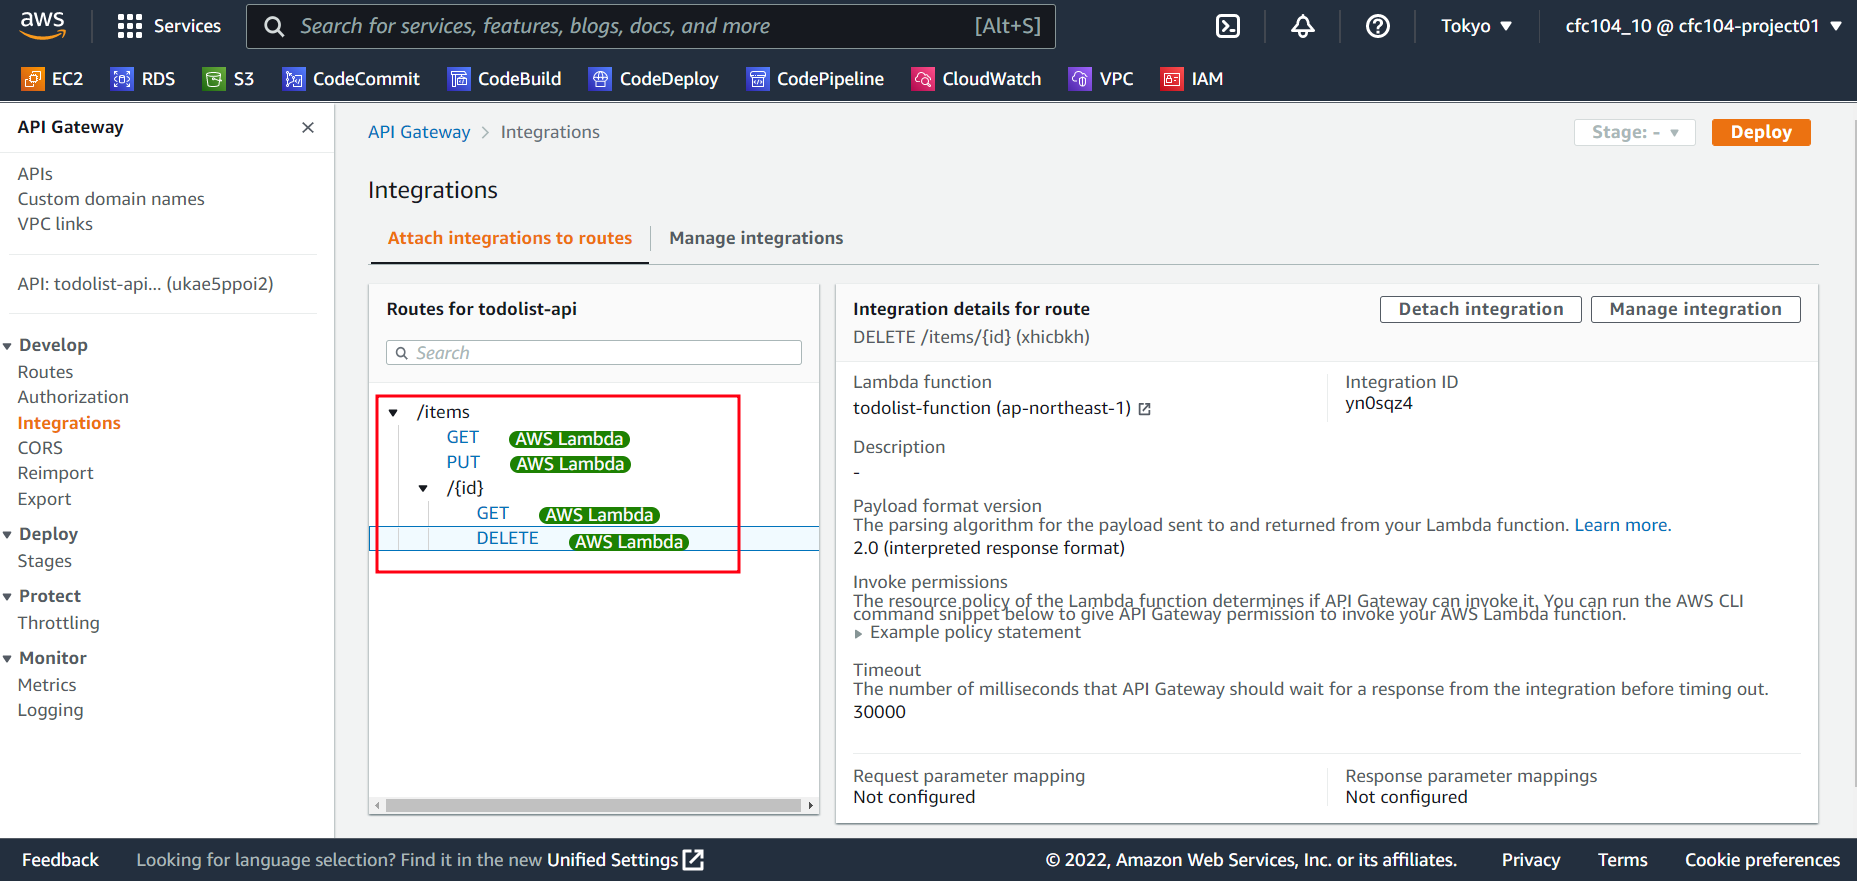 aws
Services
Search for services, features, blogs, docs, and more [Alt+S]
Tokyo ▼
cfc104_10 @ cfc104-project01 ▼
EC2 RDS S3 CodeCommit CodeBuild CodeDeploy CodePipeline CloudWatch VPC IAM
API Gateway
APIs
Custom domain names
VPC links
API: todolist-api... (ukae5ppoi2)
Develop
Routes
Authorization
Integrations
CORS
Reimport
Export
Deploy
Stages
Protect
Throttling
Monitor
Metrics
Logging
API Gateway > Integrations
Stage: - ▼
Deploy
Integrations
Attach integrations to routes
Manage integrations
Routes for todolist-api
Search
/items
GET AWS Lambda
PUT AWS Lambda
/{id}
GET AWS Lambda
DELETE AWS Lambda
Integration details for route
Detach integration
Manage integration
DELETE /items/{id} (xhicbkh)
Lambda function
todolist-function (ap-northeast-1)
Integration ID
yn0sqz4
Description
-
Payload format version
The parsing algorithm for the payload sent to and returned from your Lambda function. Learn more.
2.0 (interpreted response format)
Invoke permissions
The resource policy of the Lambda function determines if API Gateway can invoke it. You can run the AWS CLI
command snippet below to give API Gateway permission to invoke your AWS Lambda function.
Example policy statement
Timeout
The number of milliseconds that API Gateway should wait for a response from the integration before timing out.
30000
Request parameter mapping
Not configured
Response parameter mappings
Not configured
Feedback
Looking for language selection? Find it in the new Unified Settings
© 2022, Amazon Web Services, Inc. or its affiliates.
Privacy
Terms
Cookie preferences